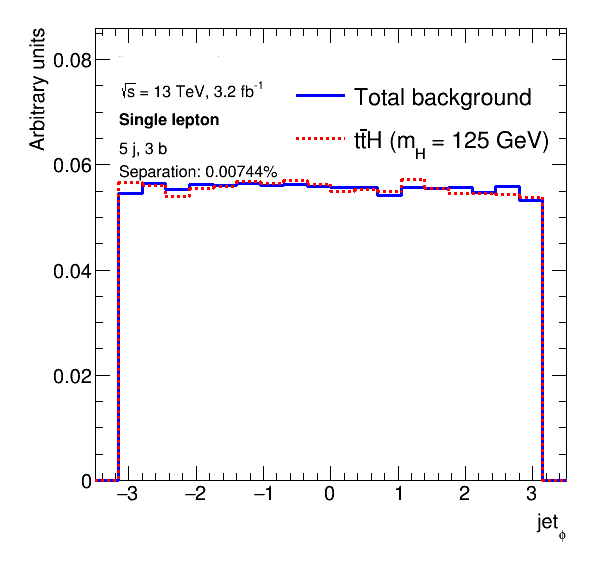 Arbitrary units
0.08
0.06
0.04
0.02
0
√s = 13 TeV, 3.2 fb⁻¹
Single lepton
5 j, 3 b
Separation: 0.00744%
Total background
tt̄H (m_H = 125 GeV)
−3 −2 −1 0 1 2 3
jet_ϕ